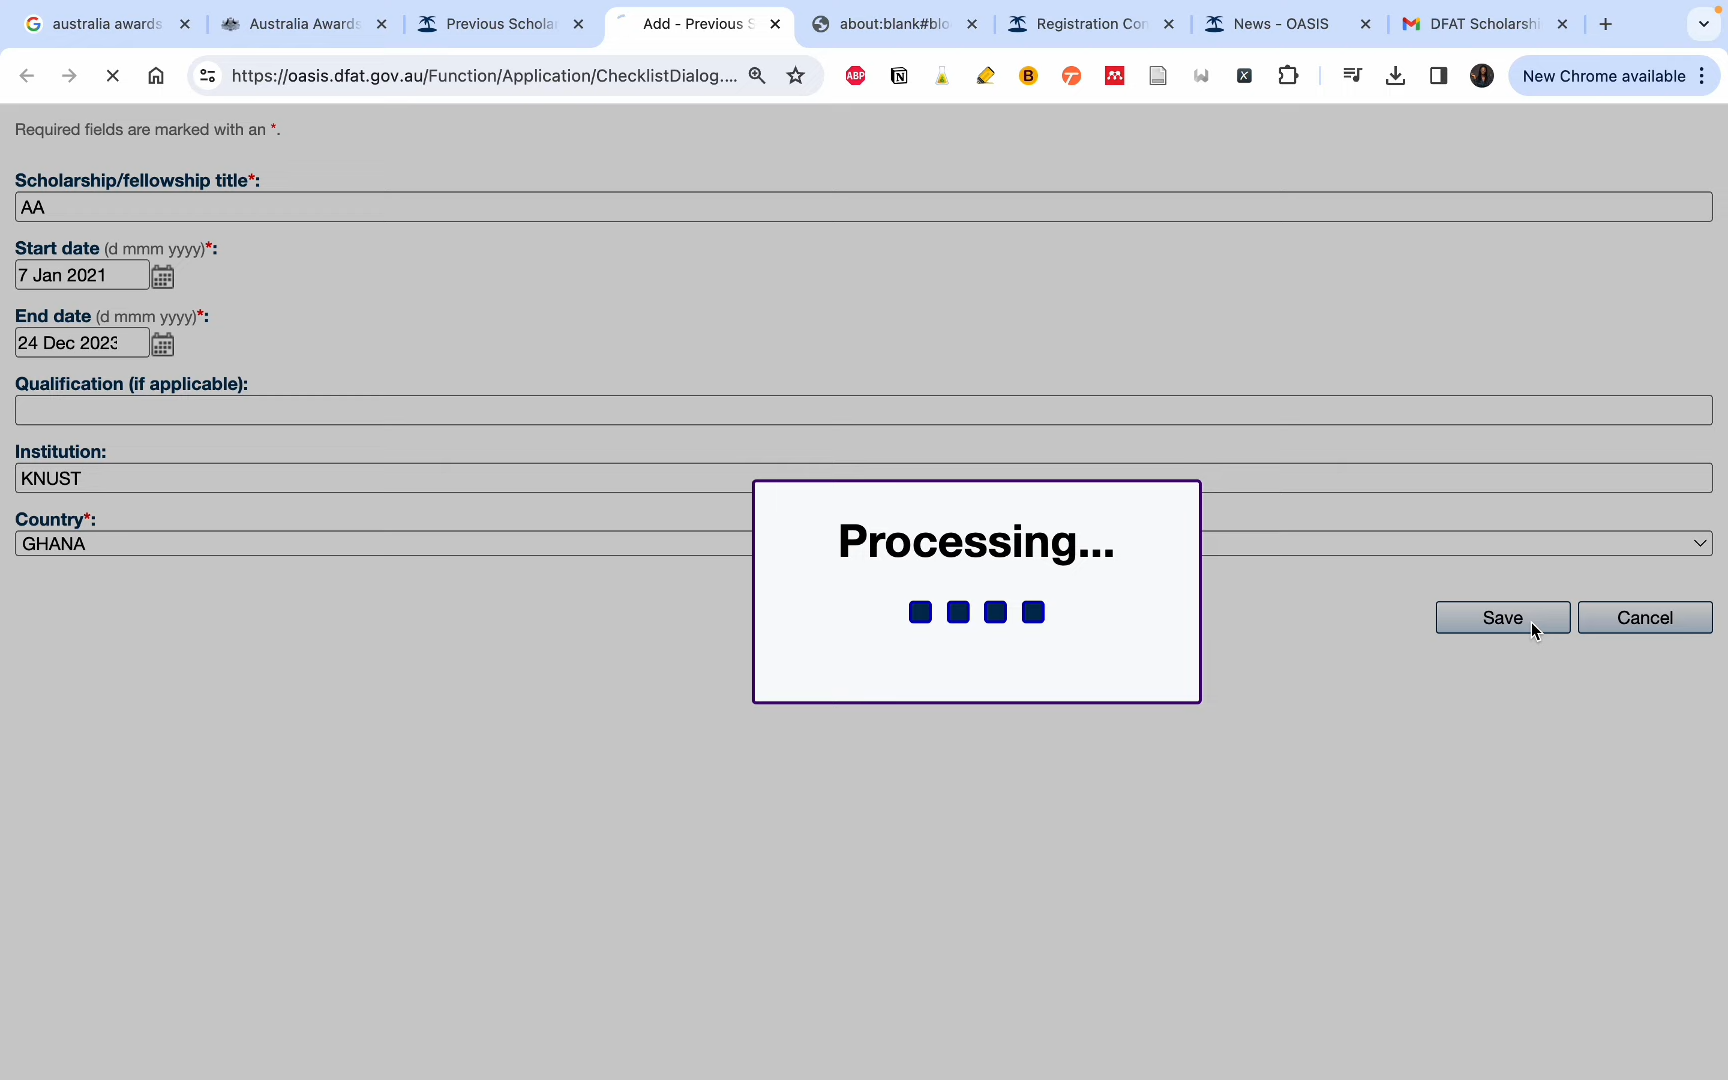 australia awards
Australia Awards
Previous Scholar
Add - Previous S
about:blank#blo
Registration Con
News - OASIS
DFAT Scholarshi
https://oasis.dfat.gov.au/Function/Application/ChecklistDialog....
ABP
New Chrome available
Required fields are marked with an *.
Scholarship/fellowship title*:
AA
Start date (d mmm yyyy)*:
7 Jan 2021
End date (d mmm yyyy)*:
24 Dec 2023
Qualification (if applicable):
Institution:
KNUST
Country*:
GHANA
Processing...
Save
Cancel